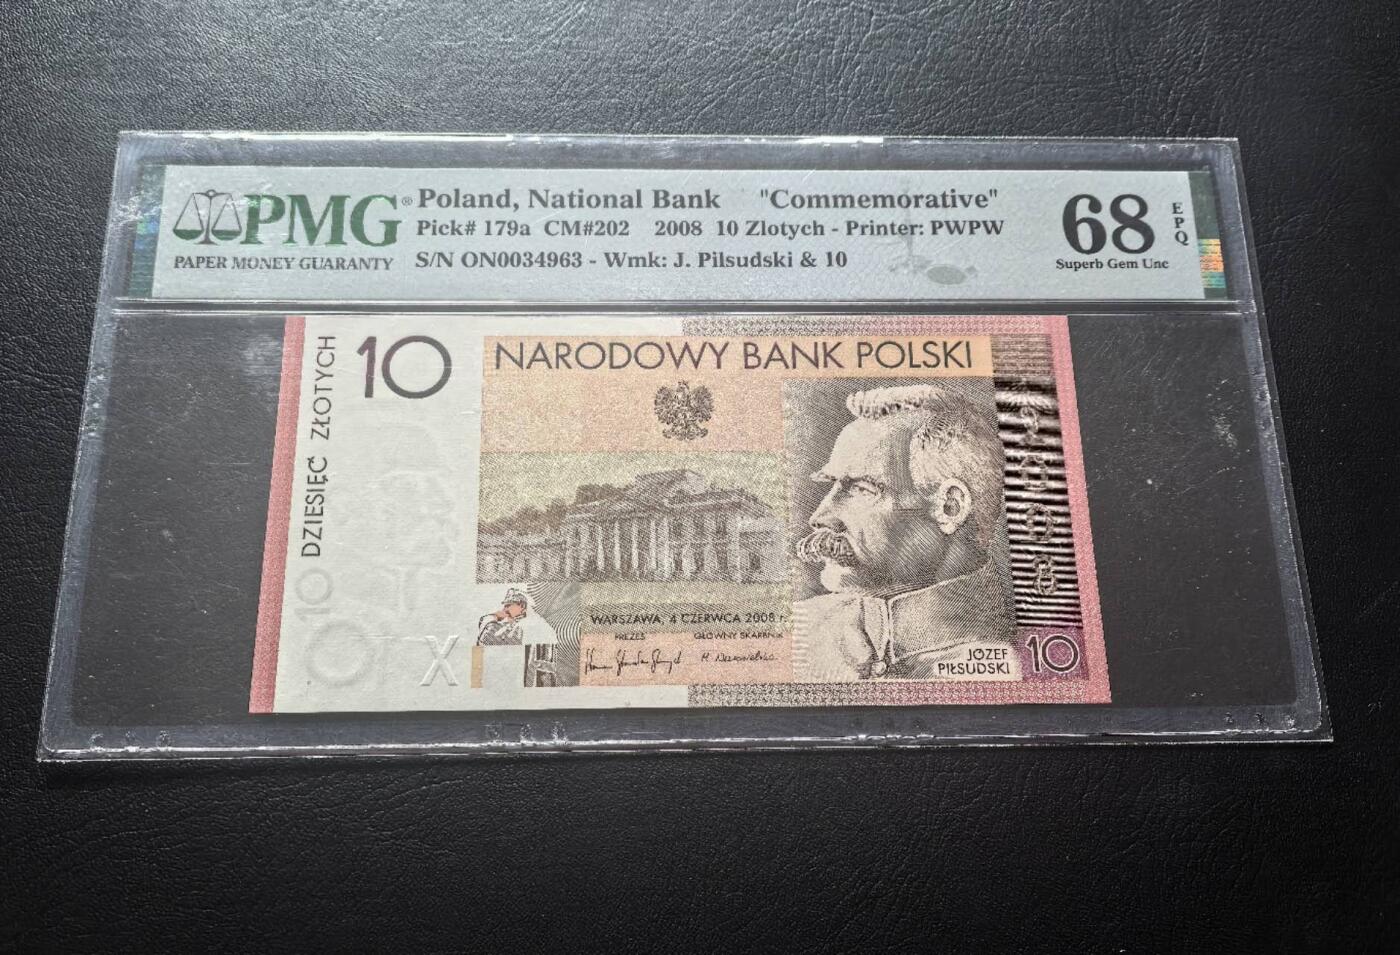 PMG® Poland, National Bank "Commemorative" 68 EPQ
Pick# 179a CM#202 2008 10 Zlotych - Printer: PWPW
PAPER MONEY GUARANTY S/N ON0034963 - Wmk: J. Pilsudski & 10 Superb Gem Unc
DZIESIĘĆ ZŁOTYCH
10
NARODOWY BANK POLSKI
2008
10
WARSZAWA, 4 CZERWCA 2008 r.
PREZES GŁÓWNY SKARBNIK
X
JÓZEF
PIŁSUDSKI
10